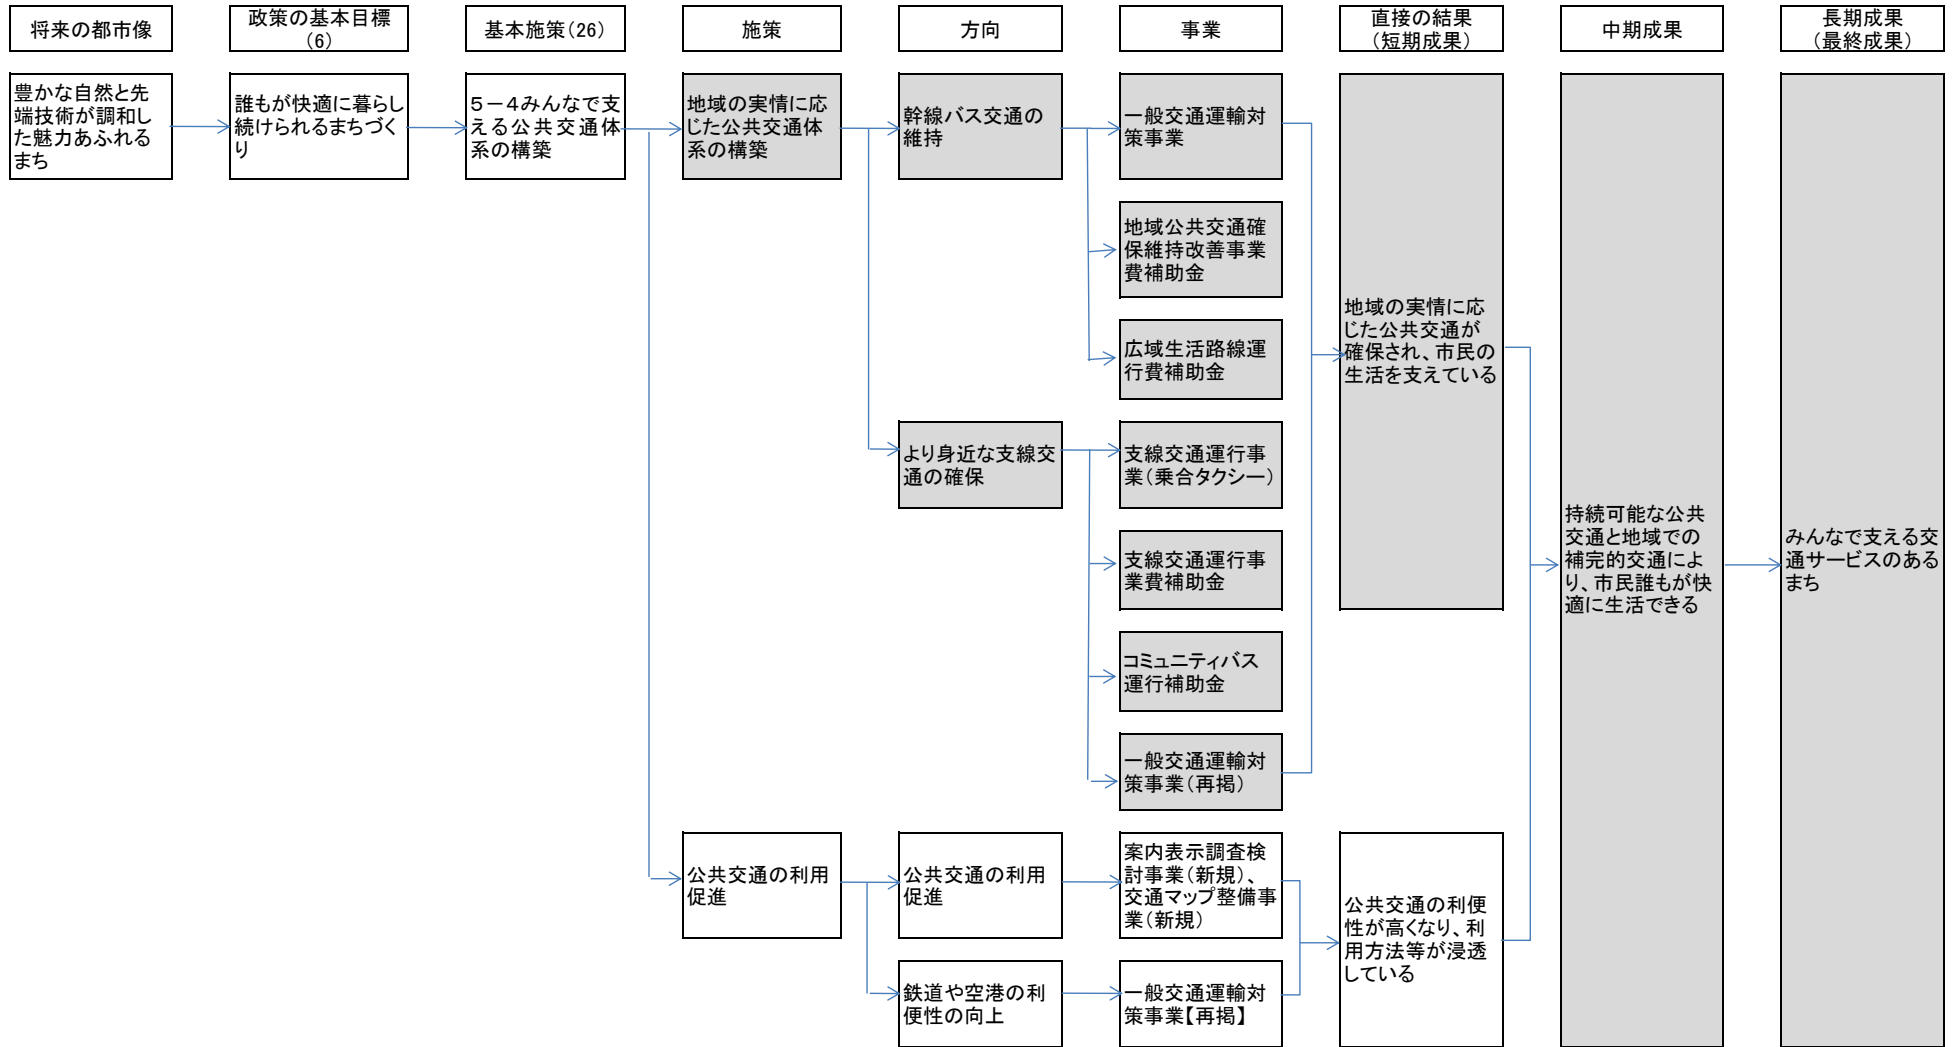 将来の都市像
政策の基本目標
（6）
基本施策（26）
施策
方向
事業
直接の結果
（短期成果）
中期成果
長期成果
（最終成果）
豊かな自然と先
端技術が調和し
た魅力あふれる
まち
誰もが快適に暮らし
続けられるまちづく
り
５－４みんなで支
える公共交通体
系の構築
地域の実情に応
じた公共交通体
系の構築
幹線バス交通の
維持
一般交通運輸対
策事業
地域公共交通確
保維持改善事業
費補助金
広域生活路線運
行費補助金
より身近な支線交
通の確保
支線交通運行事
業（乗合タクシー）
支線交通運行事
業費補助金
コミュニティバス
運行補助金
一般交通運輸対
策事業（再掲）
地域の実情に応
じた公共交通が
確保され、市民の
生活を支えている
公共交通の利用
促進
公共交通の利用
促進
案内表示調査検
討事業（新規）、
交通マップ整備事
業（新規）
鉄道や空港の利
便性の向上
一般交通運輸対
策事業【再掲】
公共交通の利便
性が高くなり、利
用方法等が浸透
している
持続可能な公共
交通と地域での
補完的交通によ
り、市民誰もが快
適に生活できる
みんなで支える交
通サービスのある
まち